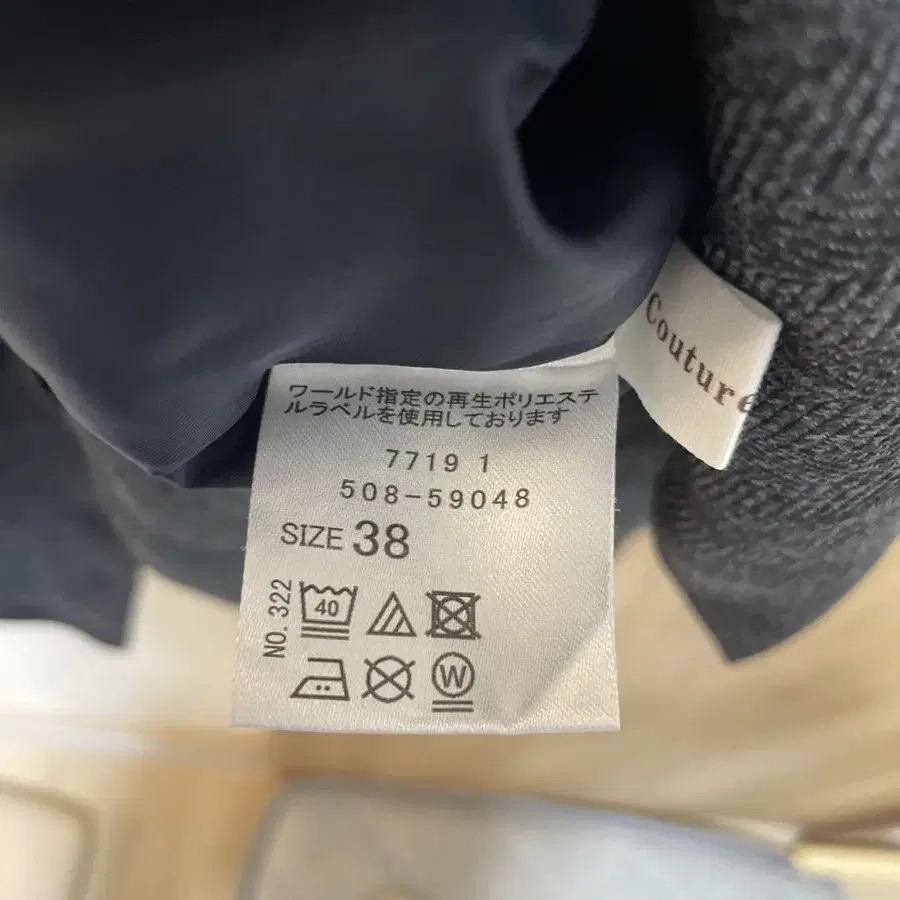 Couture
ワールド指定の再生ポリエステ
ルラベルを使用しております
7719 1
508-59048
SIZE 38
NO. 322
40
W